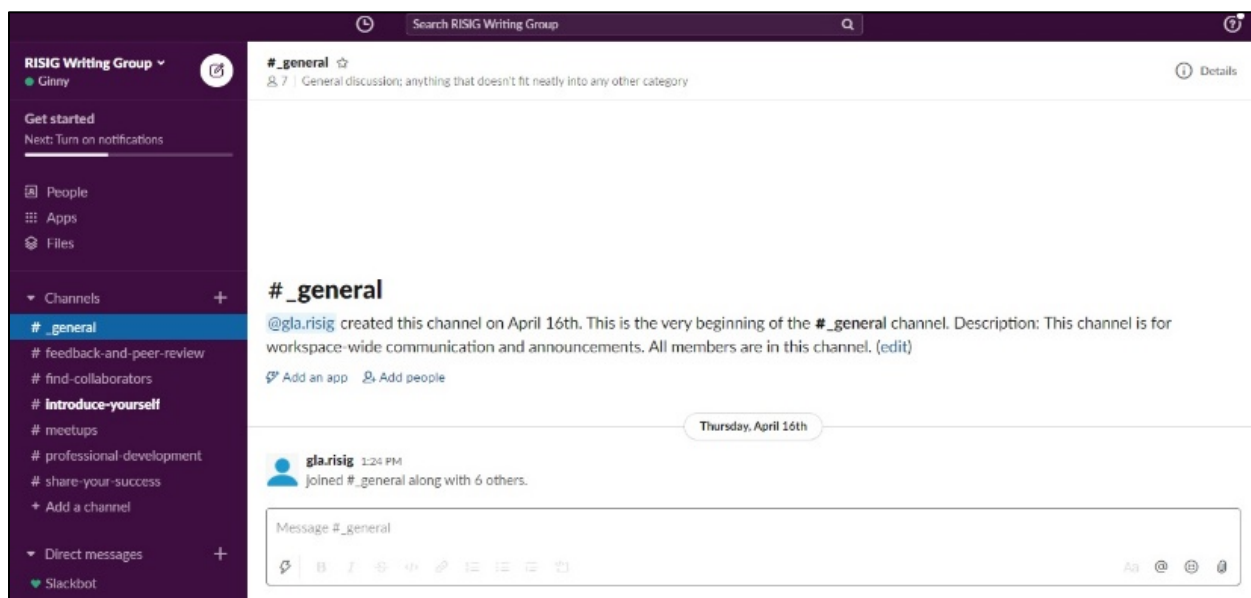 Search RISIG Writing Group
RISIG Writing Group
Ginny
Get started
Next: Turn on notifications
People
Apps
Files
Channels
# _general
# feedback-and-peer-review
# find-collaborators
# introduce-yourself
# meetups
# professional-development
# share-your-success
+ Add a channel
Direct messages
Slackbot
#_general
7 | General discussion; anything that doesn't fit neatly into any other category
Details
#_general
@gla.risig created this channel on April 16th. This is the very beginning of the #_general channel. Description: This channel is for
workspace-wide communication and announcements. All members are in this channel. (edit)
Add an app Add people
Thursday, April 16th
gla.risig 1:24 PM
joined #_general along with 6 others.
Message #_general
B I S </> Aa @